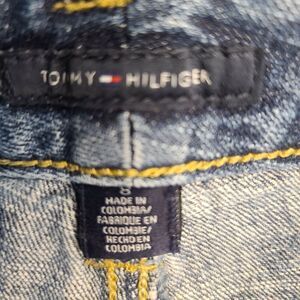 TOMMY HILFIGER
8
MADE IN
COLOMBIA/
FABRIQUE EN
COLOMBIE/
HECHO EN
COLOMBIA